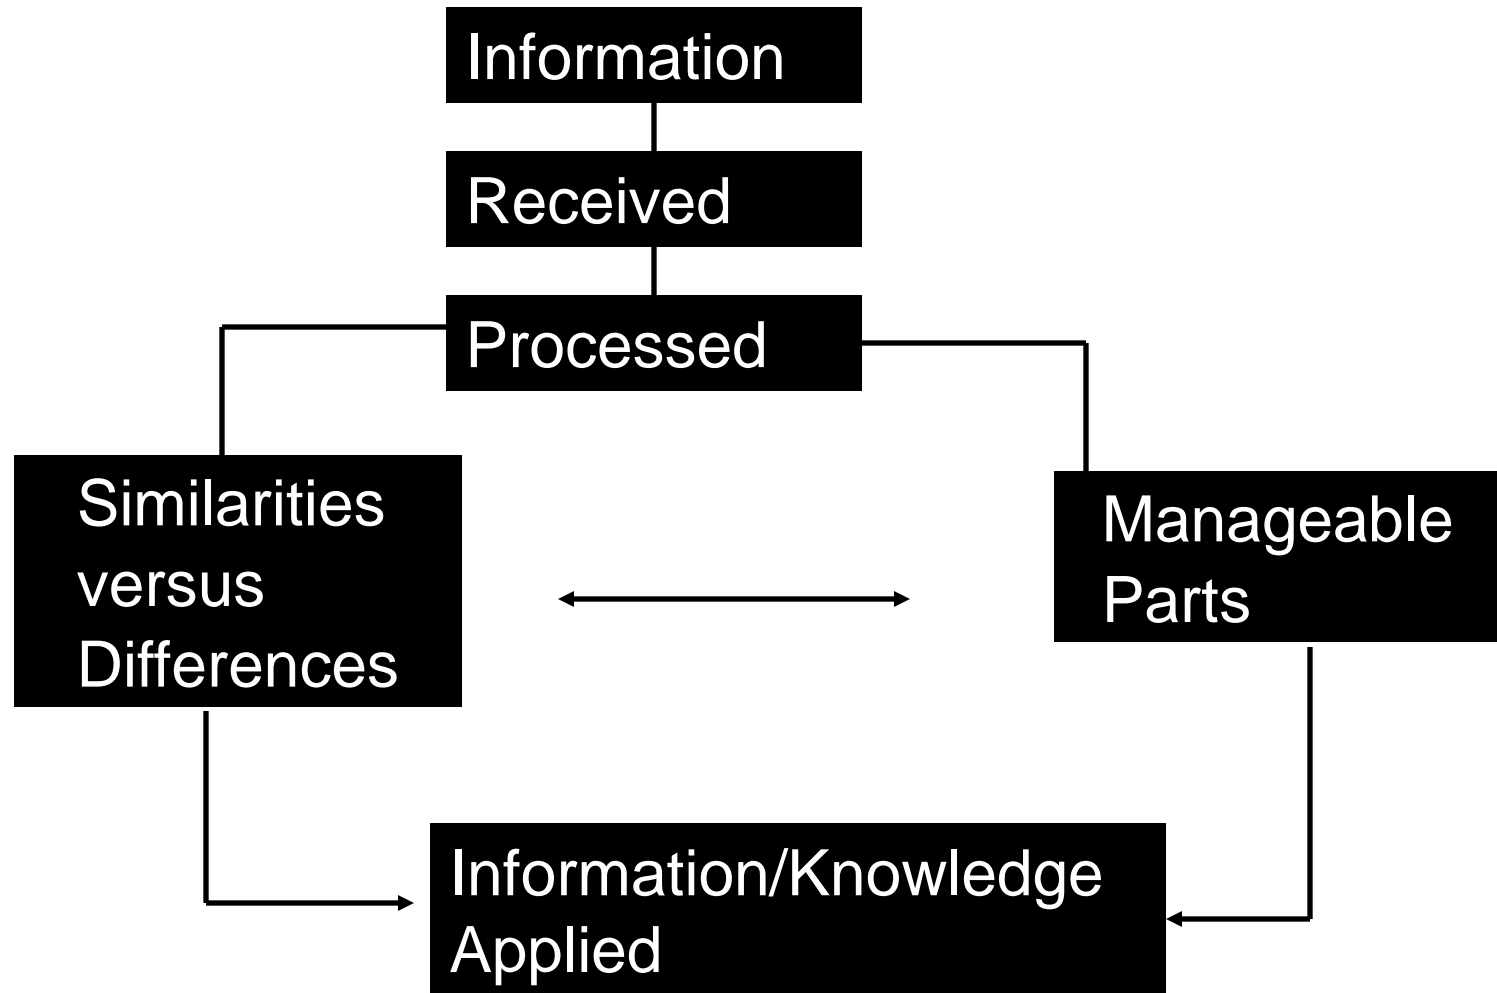 Information
Received
Processed
Similarities
versus
Differences
Manageable
Parts
Information/Knowledge
Applied